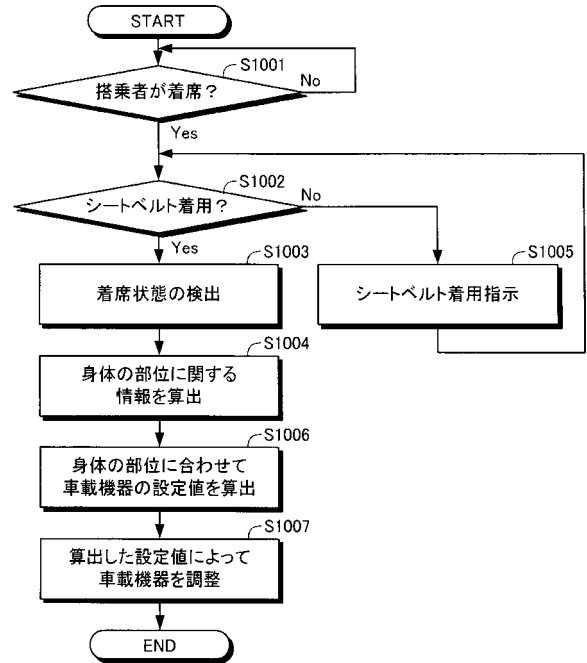 START
S1001
搭乗者が着席？
No
Yes
S1002
シートベルト着用？
No
Yes
S1003
着席状態の検出
S1005
シートベルト着用指示
S1004
身体の部位に関する
情報を算出
S1006
身体の部位に合わせて
車載機器の設定値を算出
S1007
算出した設定値によって
車載機器を調整
END